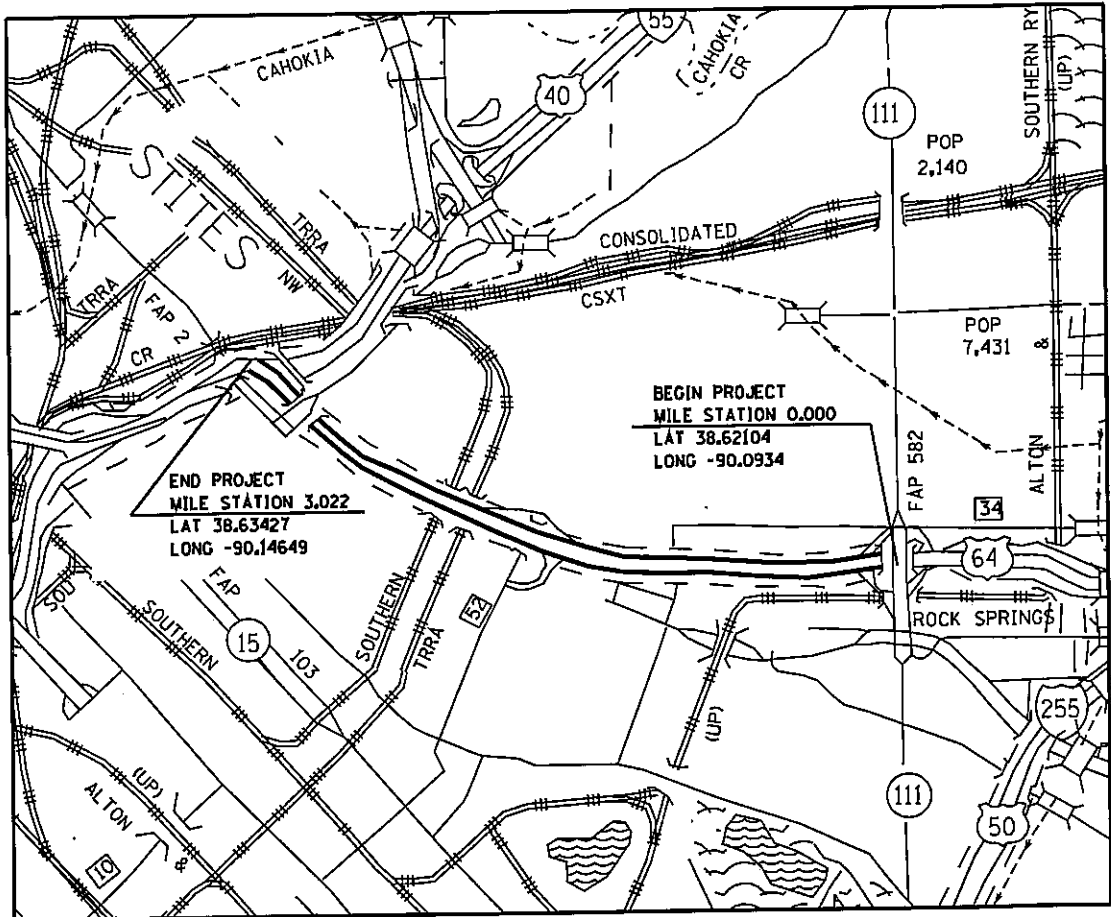 55
CAHOKIA
40
CAHOKIA
CR
SOUTHERN RY
(UP)
111
POP
2,140
STITES
TRRA
NW
CONSOLIDATED
CSXT
TRRA
FAP 2
CR
POP
7,431
&
ALTON
BEGIN PROJECT
MILE STATION 0.000
LAT 38.62104
LONG -90.0934
FAP 582
34
64
END PROJECT
MILE STATION 3.022
LAT 38.63427
LONG -90.14649
SOU
SOUTHERN
FAP
15
103
SOUTHERN
TRRA
52
ROCK SPRINGS
(UP)
255
50
111
(UP)
ALTON
&
10